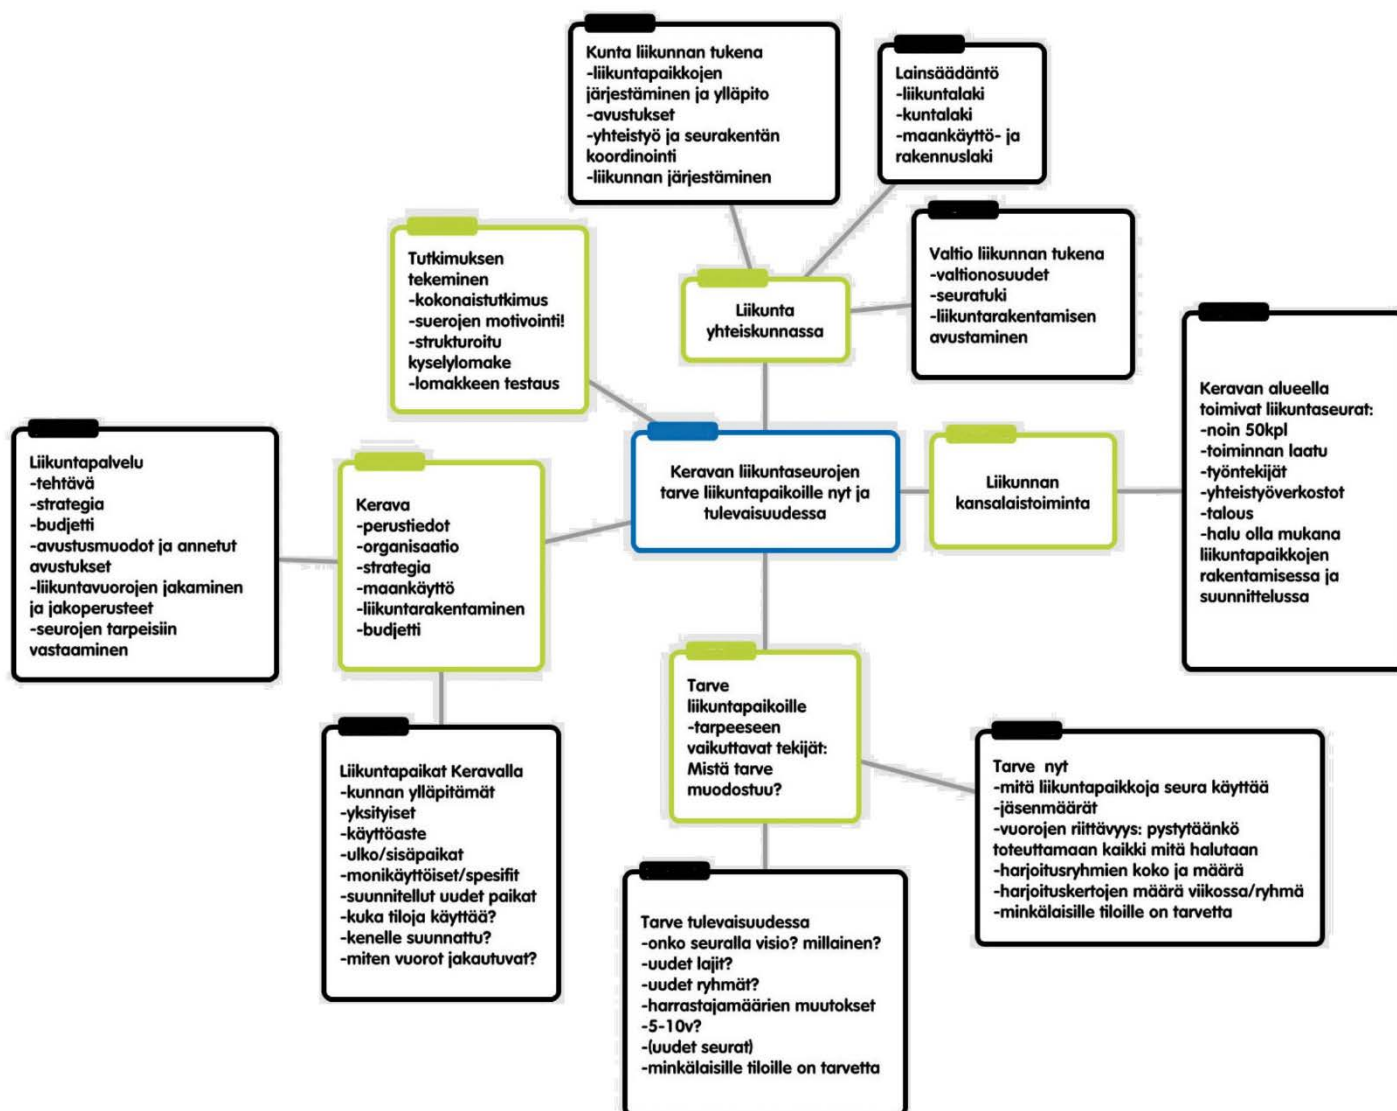 Kunta liikunnan tukena
-liikuntapaikkojen
järjestäminen ja ylläpito
-avustukset
-yhteistyö ja seurakentän
koordinointi
-liikunnan järjestäminen
Lainsäädäntö
-liikuntalaki
-kuntalaki
-maankäyttö- ja
rakennuslaki
Tutkimuksen
tekeminen
-kokonaistutkimus
-suerojen motivointi!
-strukturoitu
kyselylomake
-lomakkeen testaus
Liikunta
yhteiskunnassa
Valtio liikunnan tukena
-valtionosuudet
-seuratuki
-liikuntarakentamisen
avustaminen
Keravan alueella
toimivat liikuntaseurat:
-noin 50kpl
-toiminnan laatu
-työntekijät
-yhteistyöverkostot
-talous
-halu olla mukana
liikuntapaikkojen
rakentamisessa ja
suunnittelussa
Liikuntapalvelu
-tehtävä
-strategia
-budjetti
-avustusmuodot ja annetut
avustukset
-liikuntavuorojen jakaminen
ja jakoperusteet
-seurojen tarpeisiin
vastaaminen
Kerava
-perustiedot
-organisaatio
-strategia
-maankäyttö
-liikuntarakentaminen
-budjetti
Keravan liikuntaseurojen
tarve liikuntapaikoille nyt ja
tulevaisuudessa
Liikunnan
kansalaistoiminta
Tarve
liikuntapaikoille
-tarpeeseen
vaikuttavat tekijät:
Mistä tarve
muodostuu?
Liikuntapaikat Keravalla
-kunnan ylläpitämät
-yksityiset
-käyttöaste
-ulko/sisäpaikat
-monikäyttöiset/spesifit
-suunnitellut uudet paikat
-kuka tiloja käyttää?
-kenelle suunnattu?
-miten vuorot jakautuvat?
Tarve nyt
-mitä liikuntapaikkoja seura käyttää
-jäsenmäärät
-vuorojen riittävyys: pystytäänkö
toteuttamaan kaikki mitä halutaan
-harjoitusryhmien koko ja määrä
-harjoituskertojen määrä viikossa/ryhmä
-minkälaisille tiloille on tarvetta
Tarve tulevaisuudessa
-onko seuralla visio? millainen?
-uudet lajit?
-uudet ryhmät?
-harrastajamäärien muutokset
-5-10v?
-(uudet seurat)
-minkälaisille tiloille on tarvetta